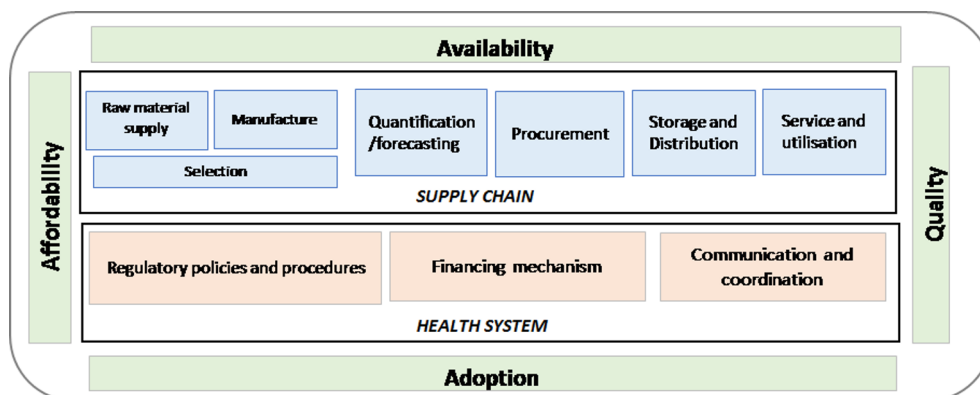 Availability
Affordability
Raw material
supply
Manufacture
Selection
Quantification
/forecasting
Procurement
Storage and
Distribution
Service and
utilisation
SUPPLY CHAIN
Regulatory policies and procedures
Financing mechanism
Communication and
coordination
HEALTH SYSTEM
Quality
Adoption